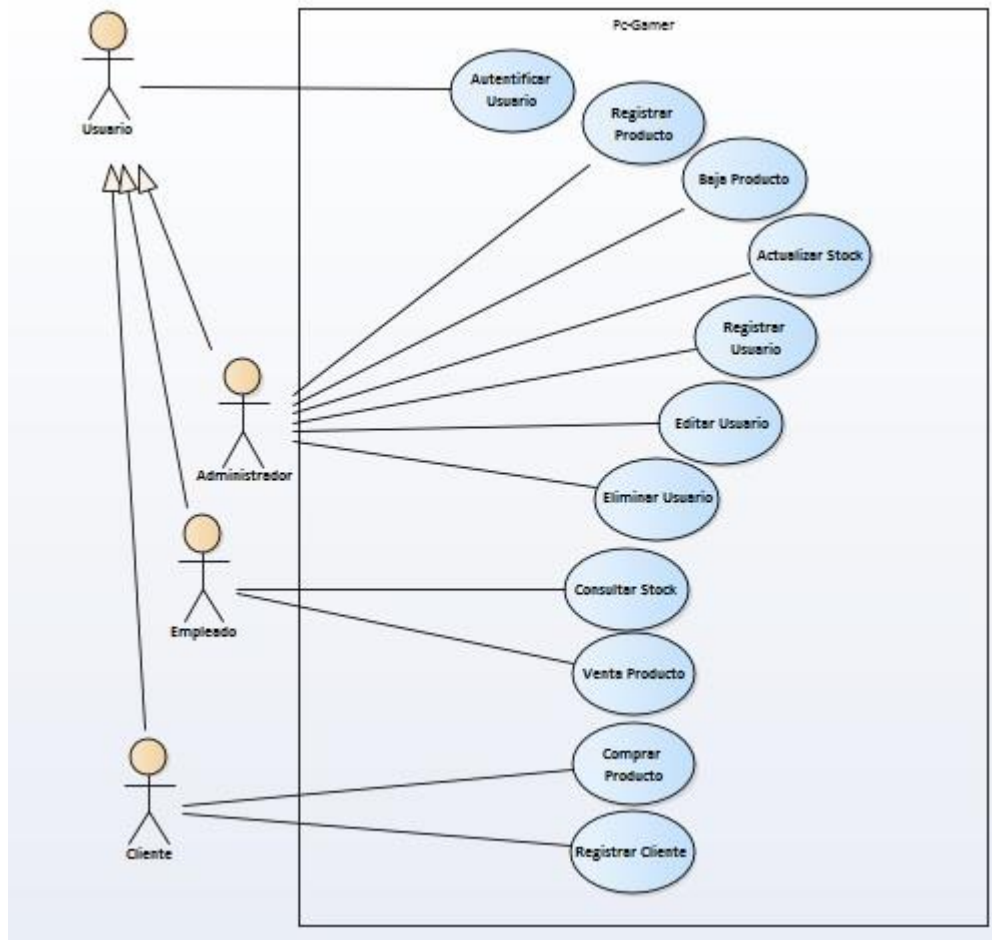 Pc-Gamer
Usuario
Autentificar
Usuario
Registrar
Producto
Baja Producto
Actualizar Stock
Registrar
Usuario
Editar Usuario
Administrador
Eliminar Usuario
Empleado
Consultar Stock
Venta Producto
Comprar
Producto
Cliente
Registrar Cliente